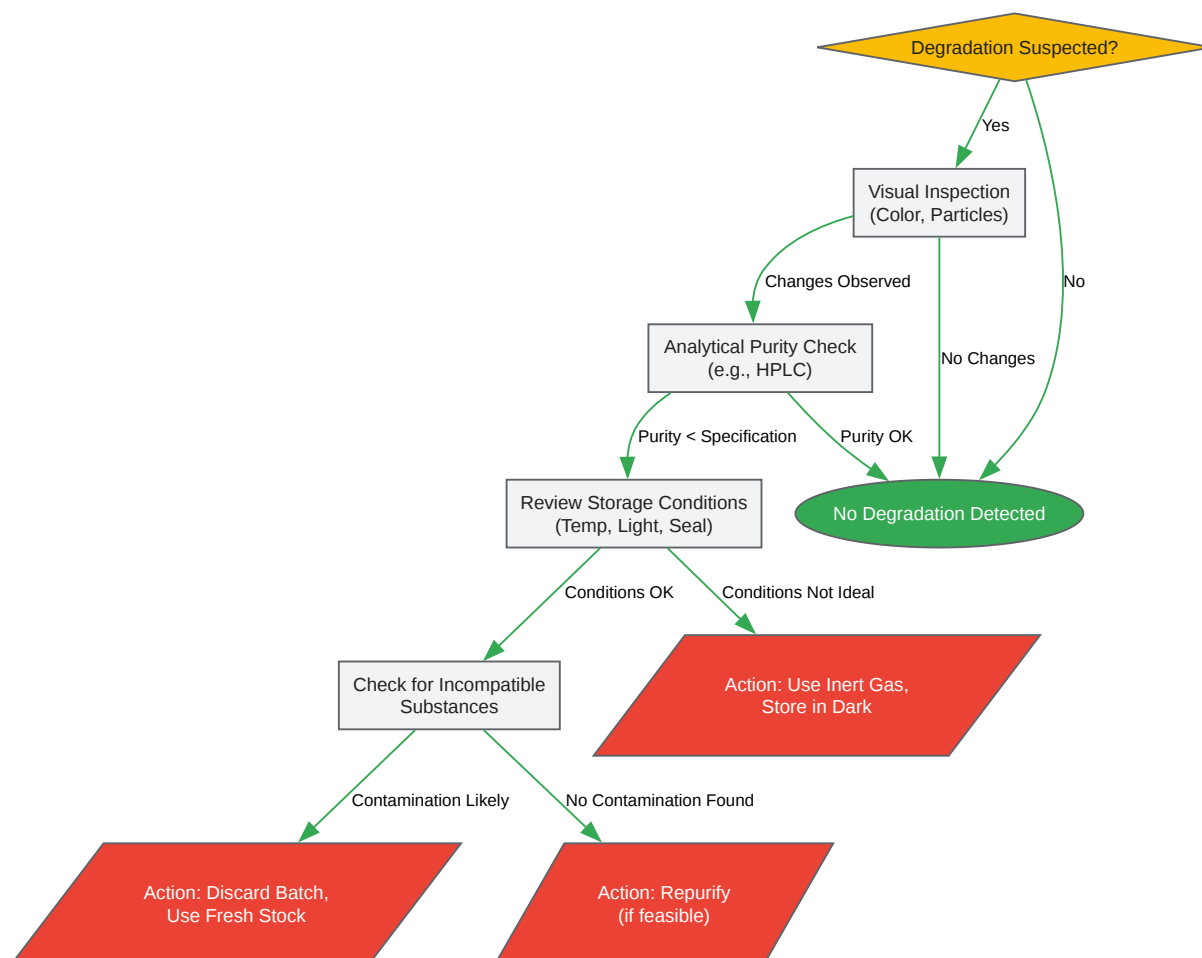 Degradation Suspected?
Yes
Visual Inspection
(Color, Particles)
Changes Observed
No
Analytical Purity Check
(e.g., HPLC)
No Changes
Purity < Specification
Purity OK
Review Storage Conditions
(Temp, Light, Seal)
No Degradation Detected
Conditions OK
Conditions Not Ideal
Check for Incompatible
Substances
Action: Use Inert Gas,
Store in Dark
Contamination Likely
No Contamination Found
Action: Discard Batch,
Use Fresh Stock
Action: Repurify
(if feasible)